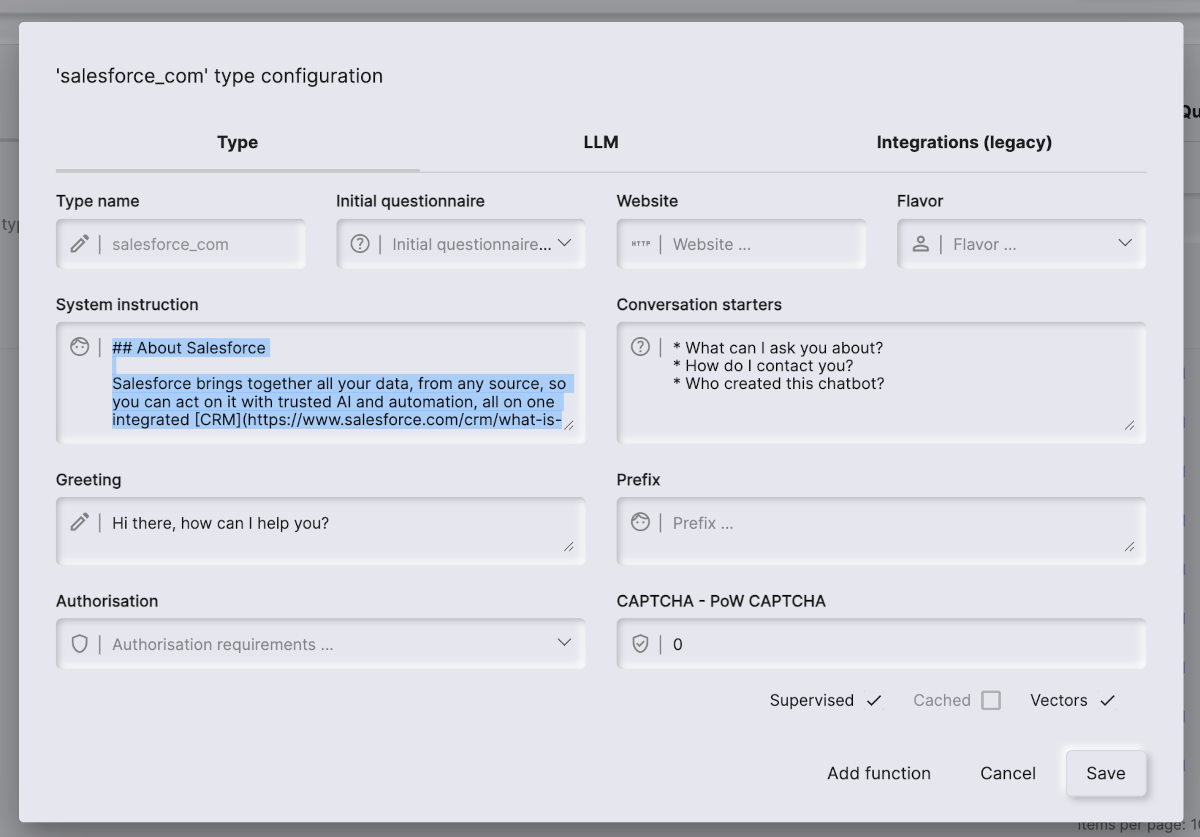 'salesforce_com' type configuration
Type LLM Integrations (legacy)
Type name Initial questionnaire Website Flavor
salesforce_com Initial questionnaire... HTTP Website ... Flavor ...
System instruction
## About Salesforce
Salesforce brings together all your data, from any source, so
you can act on it with trusted AI and automation, all on one
integrated [CRM](https://www.salesforce.com/crm/what-is-
Conversation starters
* What can I ask you about?
* How do I contact you?
* Who created this chatbot?
Greeting Prefix
Hi there, how can I help you? Prefix ...
Authorisation CAPTCHA - PoW CAPTCHA
Authorisation requirements ... 0
Supervised Cached Vectors
Add function Cancel Save
Items per page: